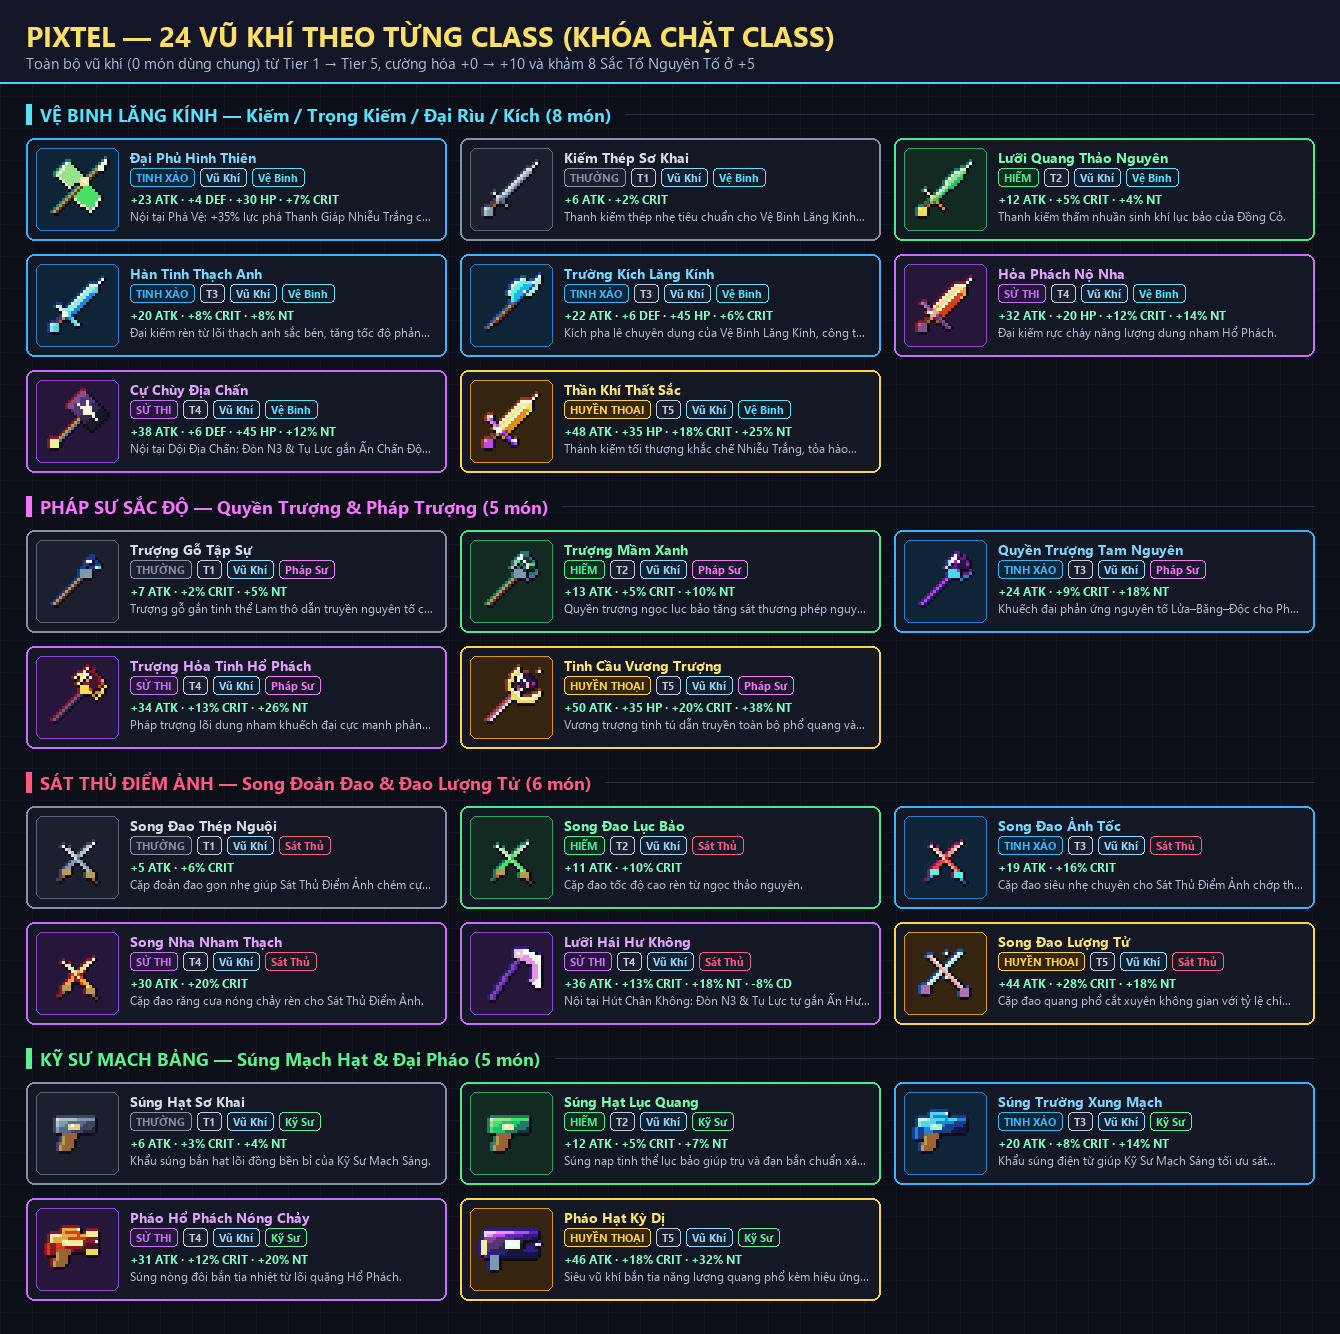 PIXTEL — 24 VŨ KHÍ THEO TỪNG CLASS (KHÓA CHẶT CLASS)
Toàn bộ vũ khí (0 món dùng chung) từ Tier 1 → Tier 5, cường hóa +0 → +10 và khảm 8 Sắc Tố Nguyên Tố ở +5
VỆ BINH LĂNG KÍNH — Kiếm / Trọng Kiếm / Đại Rìu / Kích (8 món)
Đại Phủ Hình Thiên
TINH XẢO Vũ Khí Vệ Binh
+23 ATK · +4 DEF · +30 HP · +7% CRIT
Nội tại Phá Vệ: +35% lực phá Thanh Giáp Nhiễu Trắng c...
Kiếm Thép Sơ Khai
THƯỜNG T1 Vũ Khí Vệ Binh
+6 ATK · +2% CRIT
Thanh kiếm thép nhẹ tiêu chuẩn cho Vệ Binh Lăng Kính...
Lưỡi Quang Thảo Nguyên
HIẾM T2 Vũ Khí Vệ Binh
+12 ATK · +5% CRIT · +4% NT
Thanh kiếm thấm nhuần sinh khí lục bảo của Đồng Cỏ.
Hàn Tinh Thạch Anh
TINH XẢO T3 Vũ Khí Vệ Binh
+20 ATK · +8% CRIT · +8% NT
Đại kiếm rèn từ lõi thạch anh sắc bén, tăng tốc độ phản...
Trường Kích Lăng Kính
TINH XẢO T3 Vũ Khí Vệ Binh
+22 ATK · +6 DEF · +45 HP · +6% CRIT
Kích pha lê chuyên dụng của Vệ Binh Lăng Kính, công t...
Hỏa Phách Nộ Nha
SỬ THI T4 Vũ Khí Vệ Binh
+32 ATK · +20 HP · +12% CRIT · +14% NT
Đại kiếm rực cháy năng lượng dung nham Hổ Phách.
Cự Chùy Địa Chấn
SỬ THI T4 Vũ Khí Vệ Binh
+38 ATK · +6 DEF · +45 HP · +12% NT
Nội tại Dội Địa Chấn: Đòn N3 & Tụ Lực gắn Ấn Chấn Độ...
Thần Khí Thất Sắc
HUYỀN THOẠI T5 Vũ Khí Vệ Binh
+48 ATK · +35 HP · +18% CRIT · +25% NT
Thánh kiếm tối thượng khắc chế Nhiễu Trắng, tỏa hào...
PHÁP SƯ SẮC ĐỘ — Quyền Trượng & Pháp Trượng (5 món)
Trượng Gỗ Tập Sự
THƯỜNG T1 Vũ Khí Pháp Sư
+7 ATK · +2% CRIT · +5% NT
Trượng gỗ gắn tinh thể Lam thô dẫn truyền nguyên tố c...
Trượng Mầm Xanh
HIẾM T2 Vũ Khí Pháp Sư
+13 ATK · +5% CRIT · +10% NT
Quyền trượng ngọc lục bảo tăng sát thương phép nguy...
Quyền Trượng Tam Nguyên
TINH XẢO T3 Vũ Khí Pháp Sư
+24 ATK · +9% CRIT · +18% NT
Khuếch đại phản ứng nguyên tố Lửa–Băng–Độc cho Ph...
Trượng Hỏa Tinh Hổ Phách
SỬ THI T4 Vũ Khí Pháp Sư
+34 ATK · +13% CRIT · +26% NT
Pháp trượng lõi dung nham khuếch đại cực mạnh phản...
Tinh Cầu Vương Trượng
HUYỀN THOẠI T5 Vũ Khí Pháp Sư
+50 ATK · +35 HP · +20% CRIT · +38% NT
Vương trượng tinh tú dẫn truyền toàn bộ phổ quang và...
SÁT THỦ ĐIỂM ẢNH — Song Đoản Đao & Đao Lượng Tử (6 món)
Song Đao Thép Nguội
THƯỜNG T1 Vũ Khí Sát Thủ
+5 ATK · +6% CRIT
Cặp đoản đao gọn nhẹ giúp Sát Thủ Điểm Ảnh chém cự...
Song Đao Lục Bảo
HIẾM T2 Vũ Khí Sát Thủ
+11 ATK · +10% CRIT
Cặp đao tốc độ cao rèn từ ngọc thảo nguyên.
Song Đao Ảnh Tốc
TINH XẢO T3 Vũ Khí Sát Thủ
+19 ATK · +16% CRIT
Cặp đao siêu nhẹ chuyên cho Sát Thủ Điểm Ảnh chớp th...
Song Nha Nham Thạch
SỬ THI T4 Vũ Khí Sát Thủ
+30 ATK · +20% CRIT
Cặp đao răng cưa nóng chảy rèn cho Sát Thủ Điểm Ảnh.
Lưỡi Hái Hư Không
SỬ THI T4 Vũ Khí Sát Thủ
+36 ATK · +13% CRIT · +18% NT · -8% CD
Nội tại Hút Chân Không: Đòn N3 & Tụ Lực tự gắn Ấn Hư...
Song Đao Lượng Tử
HUYỀN THOẠI T5 Vũ Khí Sát Thủ
+44 ATK · +28% CRIT · +18% NT
Cặp đao quang phổ cắt xuyên không gian với tỷ lệ chí...
KỸ SƯ MẠCH BẢNG — Súng Mạch Hạt & Đại Pháo (5 món)
Súng Hạt Sơ Khai
THƯỜNG T1 Vũ Khí Kỹ Sư
+6 ATK · +3% CRIT · +4% NT
Khẩu súng bắn hạt lõi đồng bền bỉ của Kỹ Sư Mạch Sáng.
Súng Hạt Lục Quang
HIẾM T2 Vũ Khí Kỹ Sư
+12 ATK · +5% CRIT · +7% NT
Súng nạp tinh thể lục bảo giúp trụ và đạn bắn chuẩn xá...
Súng Trường Xung Mạch
TINH XẢO T3 Vũ Khí Kỹ Sư
+20 ATK · +8% CRIT · +14% NT
Khẩu súng điện từ giúp Kỹ Sư Mạch Sáng tối ưu sát...
Pháo Hổ Phách Nóng Chảy
SỬ THI T4 Vũ Khí Kỹ Sư
+31 ATK · +12% CRIT · +20% NT
Súng nòng đôi bắn tia nhiệt từ lõi quặng Hổ Phách.
Pháo Hạt Kỳ Dị
HUYỀN THOẠI T5 Vũ Khí Kỹ Sư
+46 ATK · +18% CRIT · +32% NT
Siêu vũ khí bắn tia năng lượng quang phổ kèm hiệu ứng...